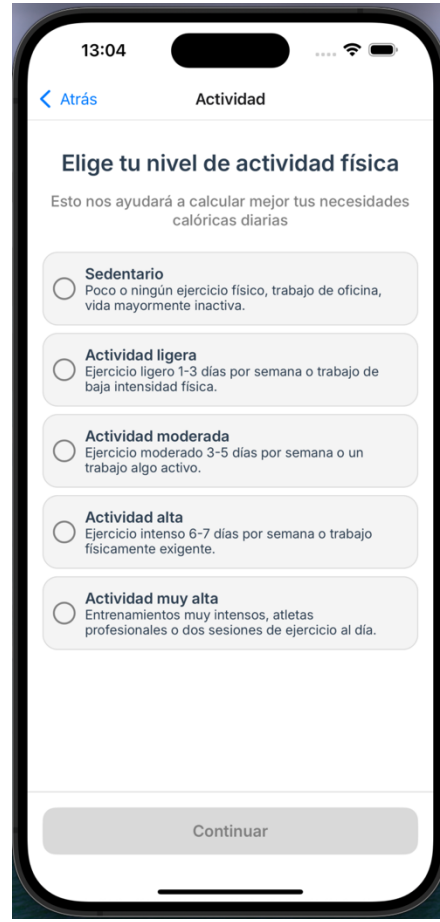 13:04
Atrás
Actividad
Elige tu nivel de actividad física
Esto nos ayudará a calcular mejor tus necesidades
calóricas diarias
Sedentario
Poco o ningún ejercicio físico, trabajo de oficina,
vida mayormente inactiva.
Actividad ligera
Ejercicio ligero 1-3 días por semana o trabajo de
baja intensidad física.
Actividad moderada
Ejercicio moderado 3-5 días por semana o un
trabajo algo activo.
Actividad alta
Ejercicio intenso 6-7 días por semana o trabajo
físicamente exigente.
Actividad muy alta
Entrenamientos muy intensos, atletas
profesionales o dos sesiones de ejercicio al día.
Continuar